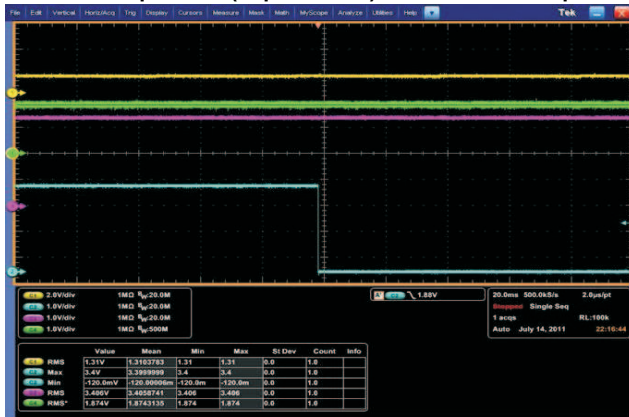 File Edit Vertical Horiz/Acq Trig Display Cursors Measure Mask Math MyScope Analyze Utilities Help Tek
C1 2.0V/div 1MΩ BW:20.0M
C2 1.0V/div 1MΩ BW:20.0M
1.0V/div 1MΩ BW:20.0M
C4 1.0V/div 1MΩ BW:500M
A' C2 1.88V
20.0ms 500.0kS/s 2.0µs/pt
Stopped Single Seq
1 acqs RL:100k
Auto July 14, 2011 22:16:44
Value Mean Min Max St Dev Count Info
C1 RMS 1.31V 1.3103783 1.31 1.31 0.0 1.0
C2 Max 3.4V 3.3999999 3.4 3.4 0.0 1.0
C2 Min -120.0mV -120.00006m -120.0m -120.0m 0.0 1.0
RMS 3.406V 3.4058741 3.406 3.406 0.0 1.0
C4 RMS* 1.874V 1.8743135 1.874 1.874 0.0 1.0